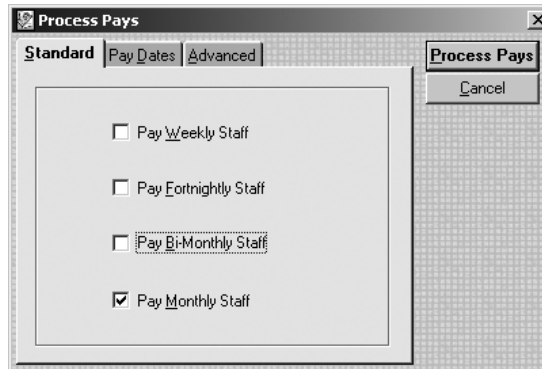 Process Pays
Standard Pay Dates Advanced
Process Pays
Cancel
Pay Weekly Staff
Pay Fortnightly Staff
Pay Bi-Monthly Staff
Pay Monthly Staff